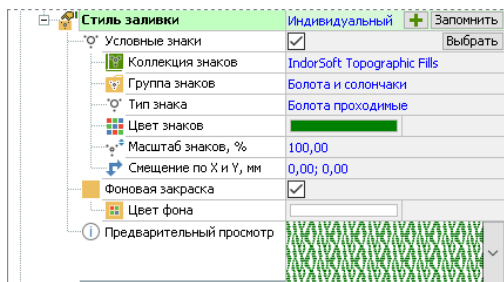 Стиль заливки Индивидуальный Запомнить
Условные знаки Выбрать
Коллекция знаков IndorSoft Topographic Fills
Группа знаков Болота и солончаки
Тип знака Болота проходимые
Цвет знаков
Масштаб знаков, % 100,00
Смещение по X и Y, мм 0,00; 0,00
Фоновая закраска
Цвет фона
Предварительный просмотр